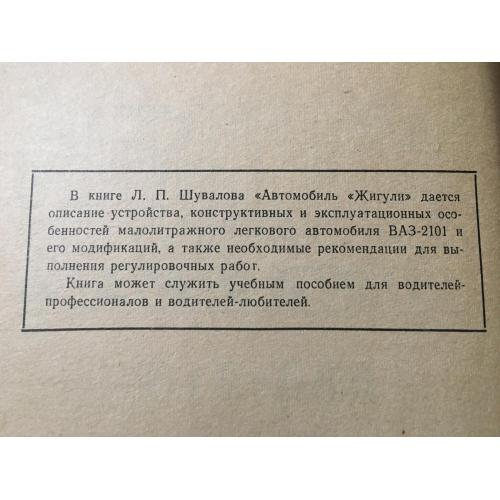 В книге Л. П. Шувалова «Автомобиль «Жигули» дается
описание устройства, конструктивных и эксплуатационных осо-
бенностей малолитражного легкового автомобиля ВАЗ-2101 и
его модификаций, а также необходимые рекомендации для вы-
полнения регулировочных работ.
Книга может служить учебным пособием для водителей-
профессионалов и водителей-любителей.